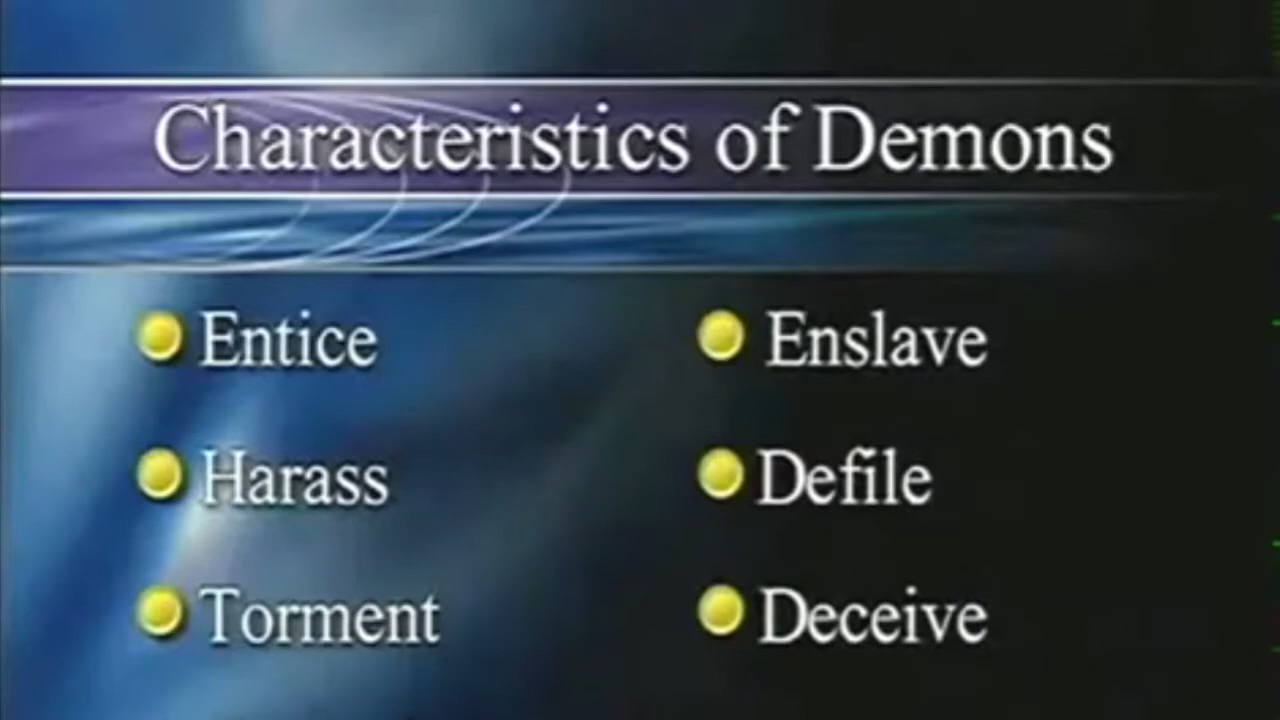 Characteristics of Demons
Entice
Harass
Torment
Enslave
Defile
Deceive